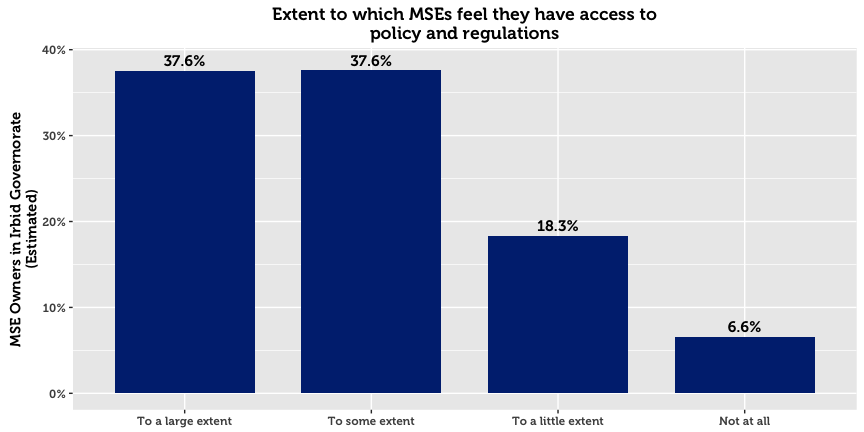 Extent to which MSEs feel they have access to
policy and regulations
MSE Owners in Irbid Governorate
(Estimated)
40%
30%
20%
10%
0%
37.6%
37.6%
18.3%
6.6%
To a large extent
To some extent
To a little extent
Not at all